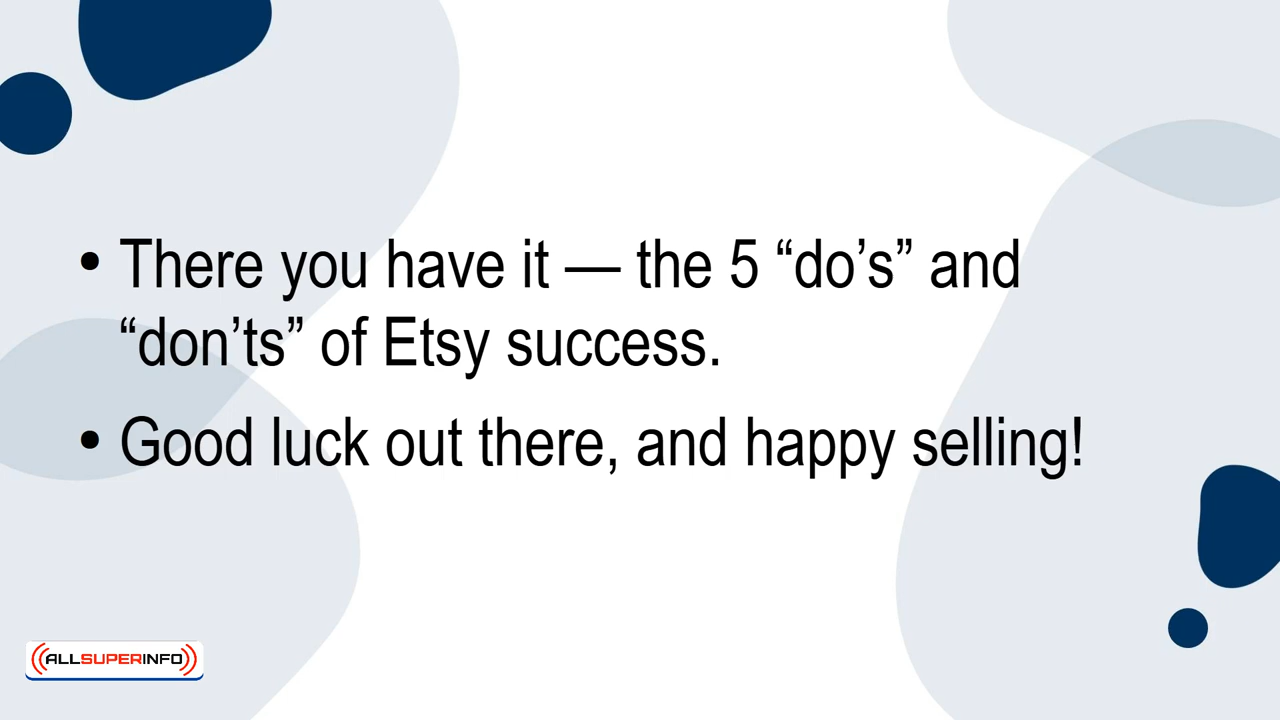 • There you have it — the 5 “do’s” and
“don’ts” of Etsy success.
• Good luck out there, and happy selling!
ALLSUPERINFO